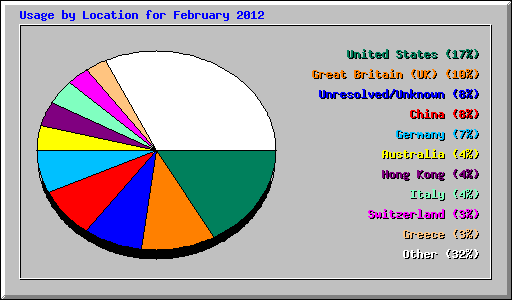 Usage by Location for February 2012
United States (17%)
Great Britain (UK) (10%)
Unresolved/Unknown (8%)
China (8%)
Germany (7%)
Australia (4%)
Hong Kong (4%)
Italy (4%)
Switzerland (3%)
Greece (3%)
Other (32%)